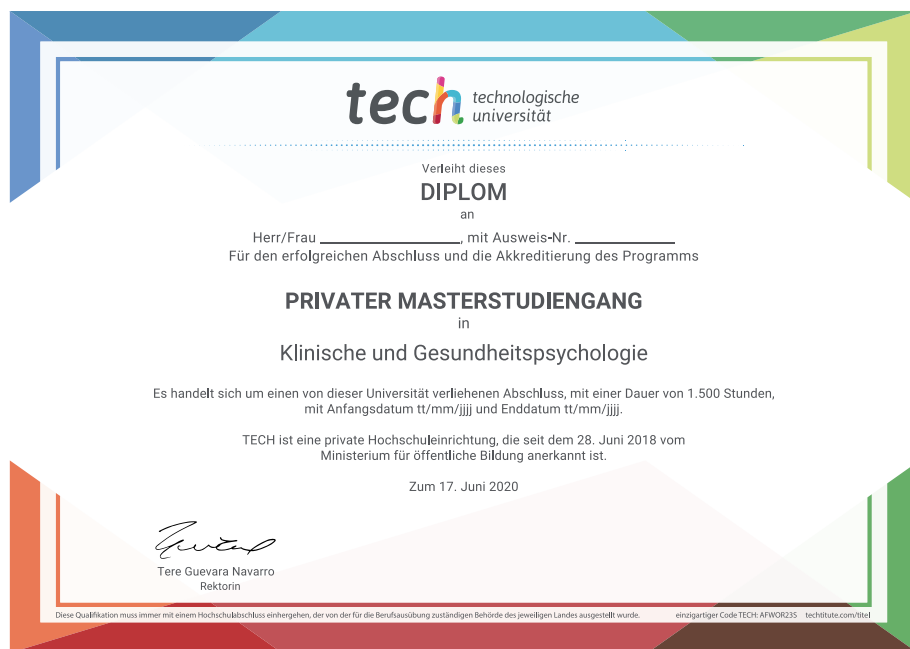 tech technologische
universität
Verleiht dieses
DIPLOM
an
Herr/Frau ____________________, mit Ausweis-Nr. ______________
Für den erfolgreichen Abschluss und die Akkreditierung des Programms
PRIVATER MASTERSTUDIENGANG
in
Klinische und Gesundheitspsychologie
Es handelt sich um einen von dieser Universität verliehenen Abschluss, mit einer Dauer von 1.500 Stunden,
mit Anfangsdatum tt/mm/jjjj und Enddatum tt/mm/jjjj.
TECH ist eine private Hochschuleinrichtung, die seit dem 28. Juni 2018 vom
Ministerium für öffentliche Bildung anerkannt ist.
Zum 17. Juni 2020
Tere Guevara Navarro
Rektorin
Diese Qualifikation muss immer mit einem Hochschulabschluss einhergehen, der von der für die Berufsausübung zuständigen Behörde des jeweiligen Landes ausgestellt wurde. einzigartiger Code TECH: AFWOR23S techtitute.com/titel